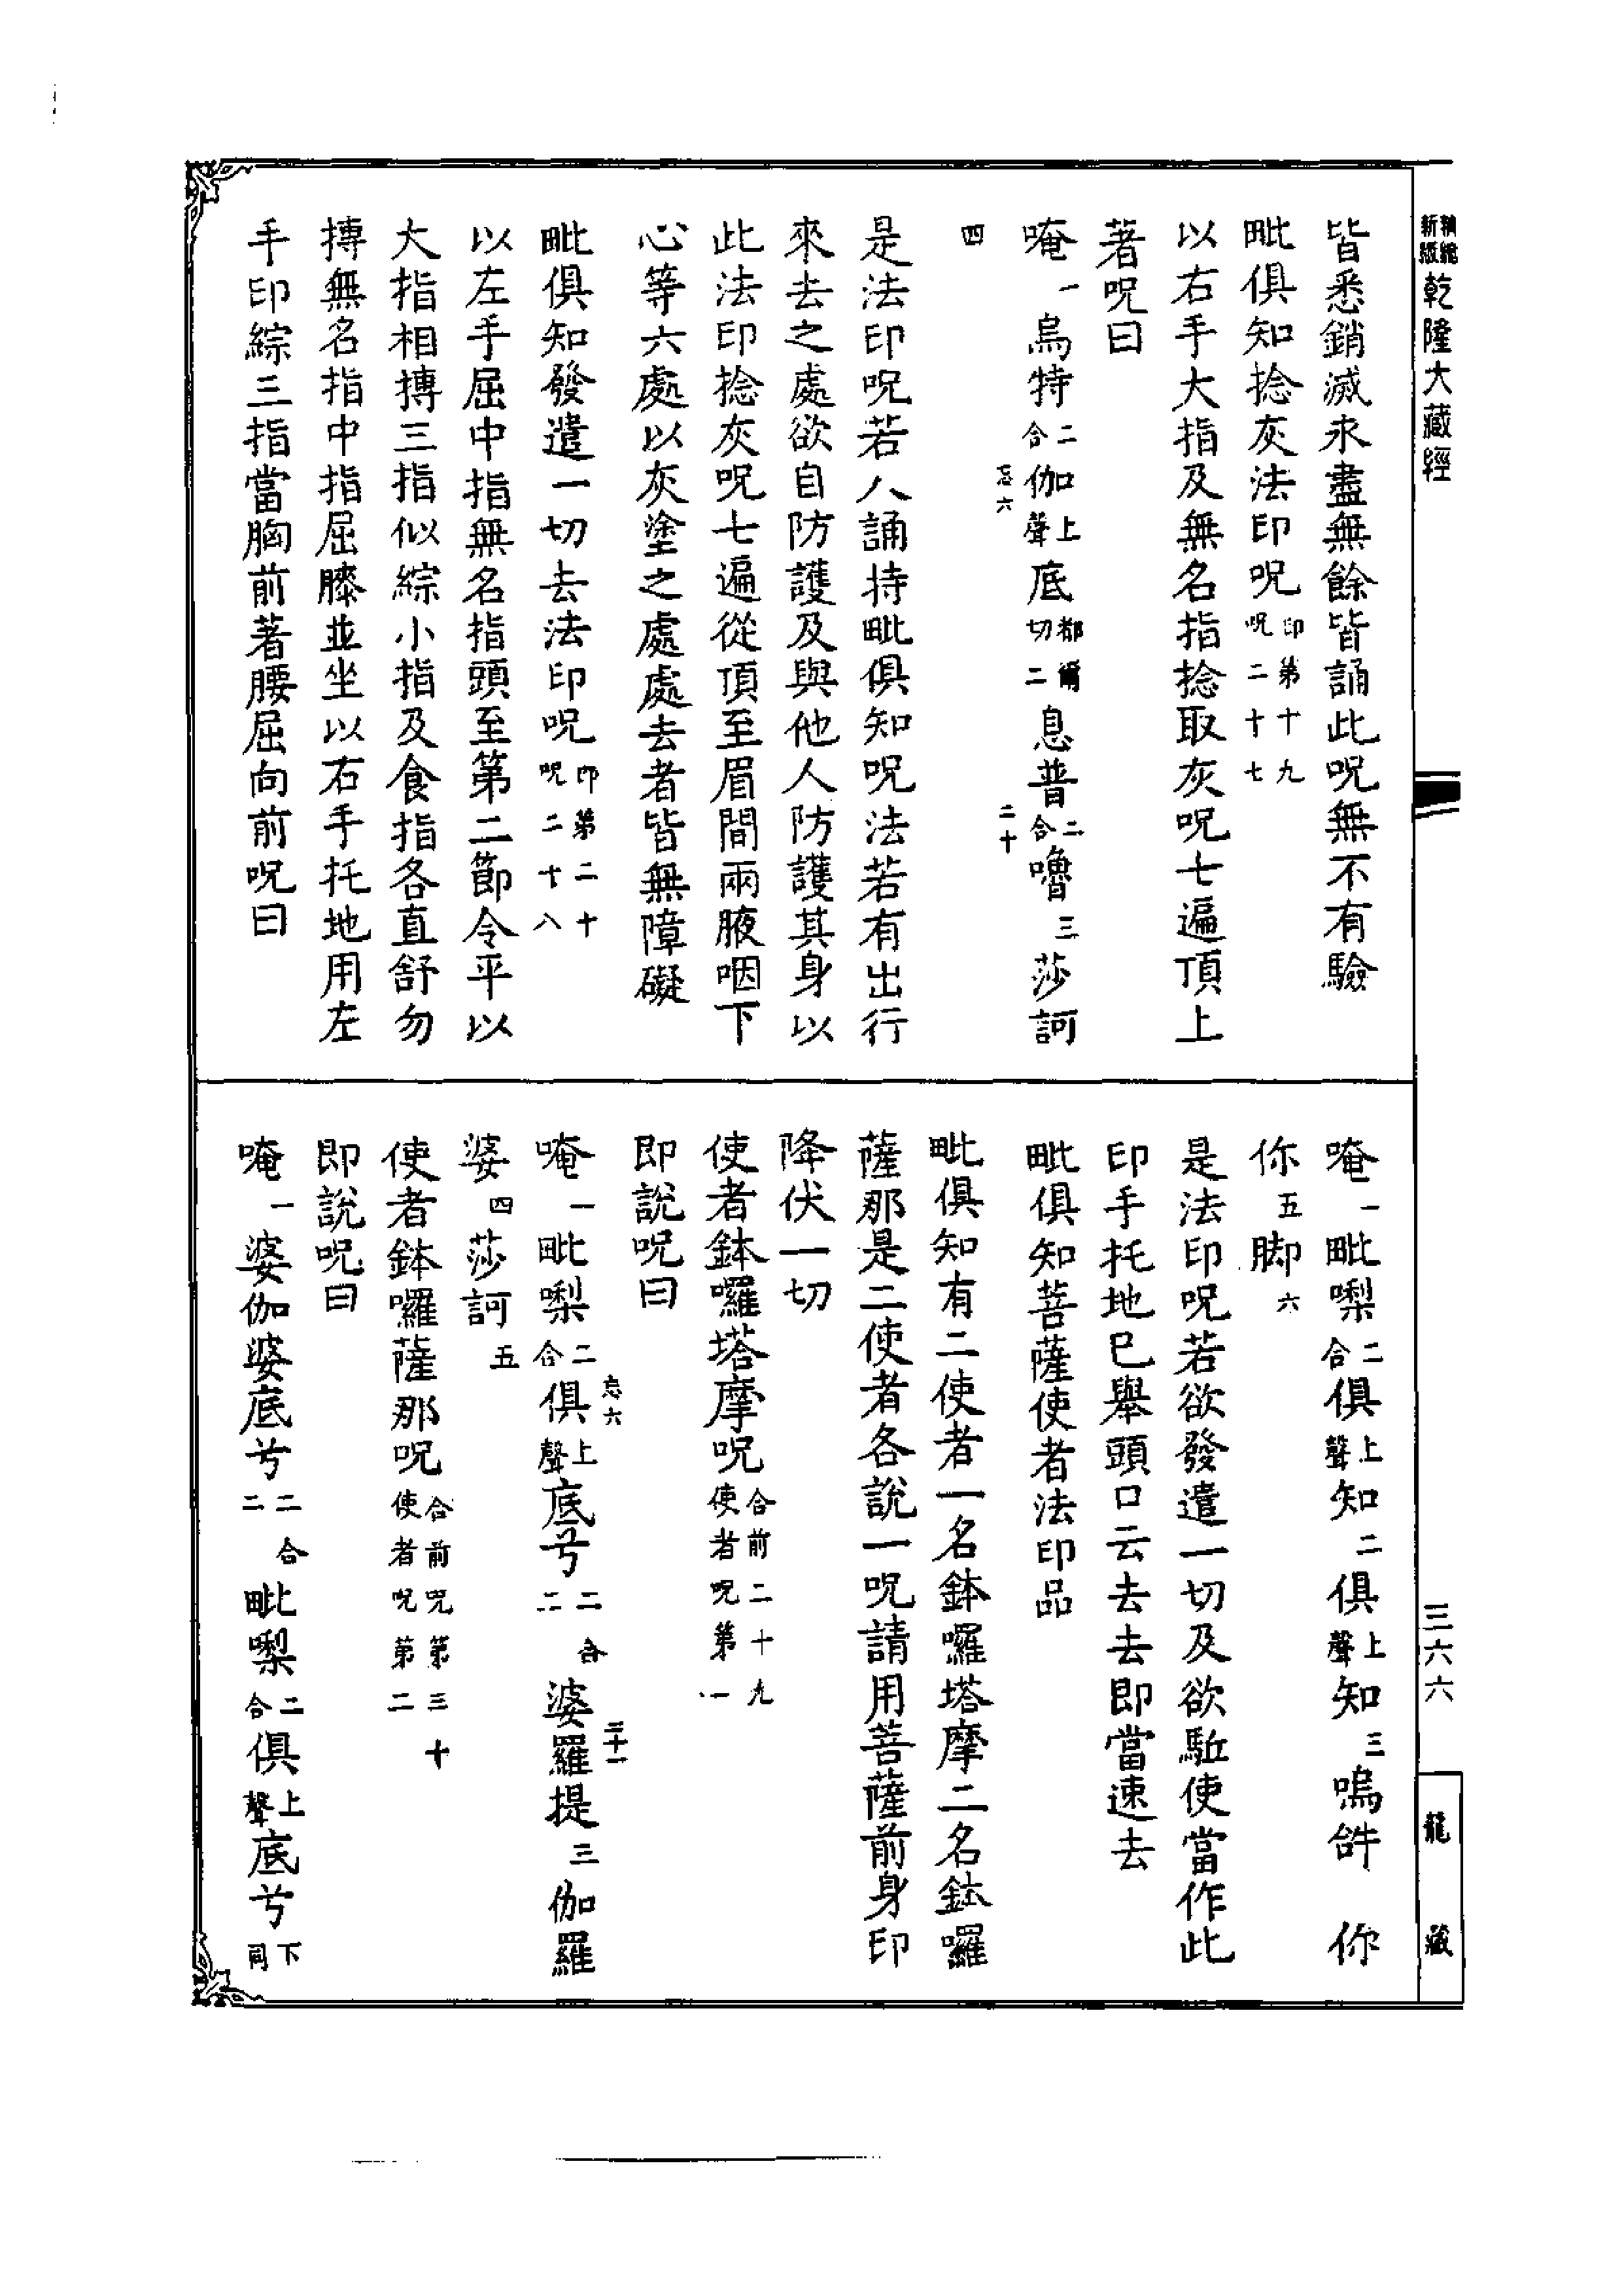 新版
乾隆大藏經
三六六
龍藏
皆悉銷滅永盡無餘皆誦此呪無不有驗
毗俱知捻灰法印呪印第十九呪二十七
以右手大指及無名指捻取灰呪七遍頂上
著呪曰
唵一烏特二合伽上聲底都爾切二息普二合嚕三莎訶
四
是法印呪若人誦持毗俱知呪法若有出行
來去之處欲自防護及與他人防護其身以
此法印捻灰呪七遍從頂至眉間兩腋咽下
心等六處以灰塗之處處去者皆無障礙
毗俱知發遣一切去法印呪印第二十呪二十八
以左手屈中指無名指頭至第二節令平以
大指相搏三指似綜小指及食指各直舒勿
搏無名指中指屈膝並坐以右手托地用左
手印綜三指當胸前著腰屈向前呪曰
唵一毗㗚二合俱上聲知二俱上聲知三嗚𤙖你
你五脚六
是法印呪若欲發遣一切及欲駈使當作此
印手托地巳舉頭口云去去即當速去
毗俱知菩薩使者法印品
毗俱知有二使者一名鉢囉塔摩二名鉢囉
薩那是二使者各說一呪請用菩薩前身印
降伏一切
使者鉢囉塔摩呪合前二十九使者呪第一
即說呪曰
唵一毗㗚二合俱上聲底兮二合二婆羅提三伽羅
婆四莎訶五
使者鉢囉薩那呪合前呪第三十使者呪第二
即說呪曰
唵一婆伽婆底兮二合二毗㗚二合俱上聲底兮下同